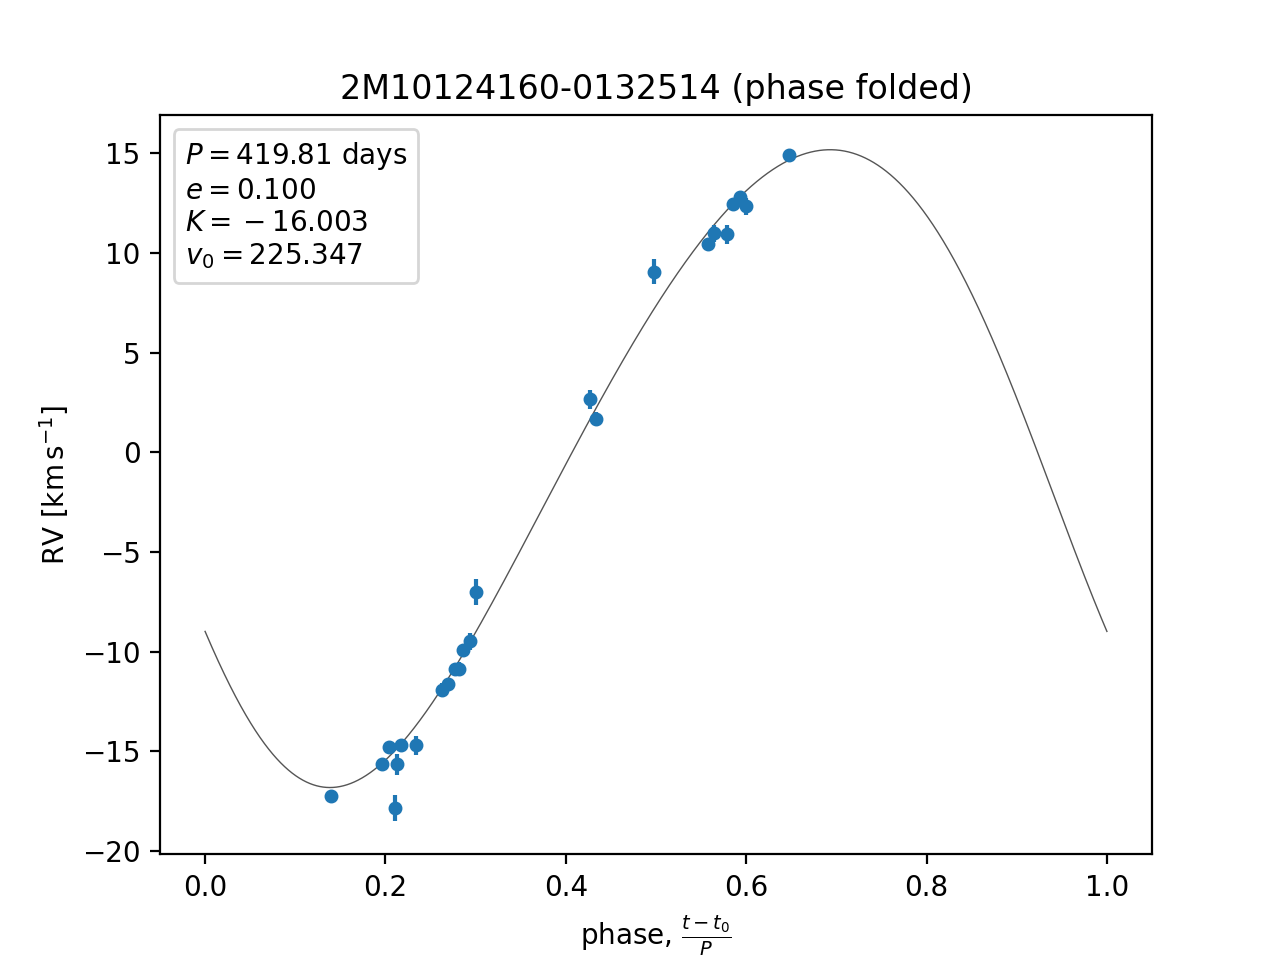 2M10124160-0132514 (phase folded)
P = 419.81 days
e = 0.100
K = −16.003
v₀ = 225.347
RV [km s⁻¹]
15
10
5
0
−5
−10
−15
−20
0.0 0.2 0.4 0.6 0.8 1.0
phase, (t − t₀)/P